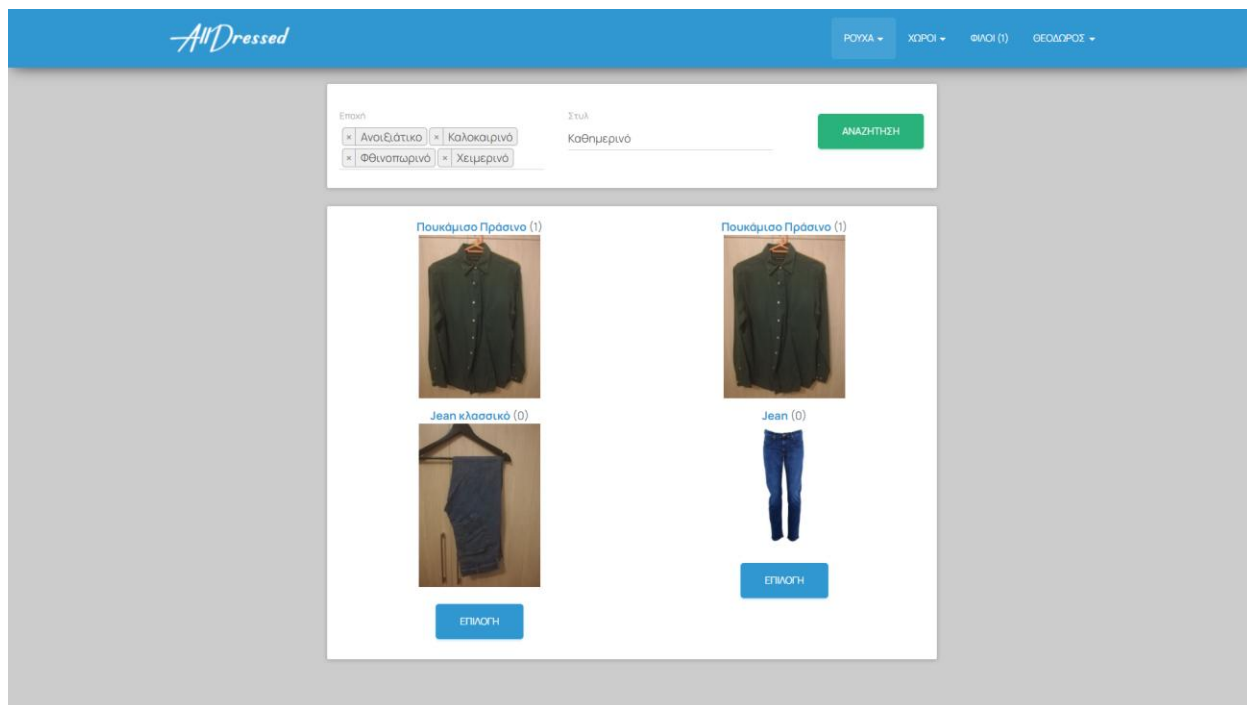 AllDressed
ΡΟΥΧΑ
ΧΩΡΟΙ
ΦΙΛΟΙ (1)
ΘΕΟΔΩΡΟΣ
Εποχή
Στυλ
× Ανοιξιάτικο × Καλοκαιρινό
× Φθινοπωρινό × Χειμερινό
Καθημερινό
ΑΝΑΖΗΤΗΣΗ
Πουκάμισο Πράσινο (1)
Jean κλασσικό (0)
ΕΠΙΛΟΓΗ
Πουκάμισο Πράσινο (1)
Jean (0)
ΕΠΙΛΟΓΗ